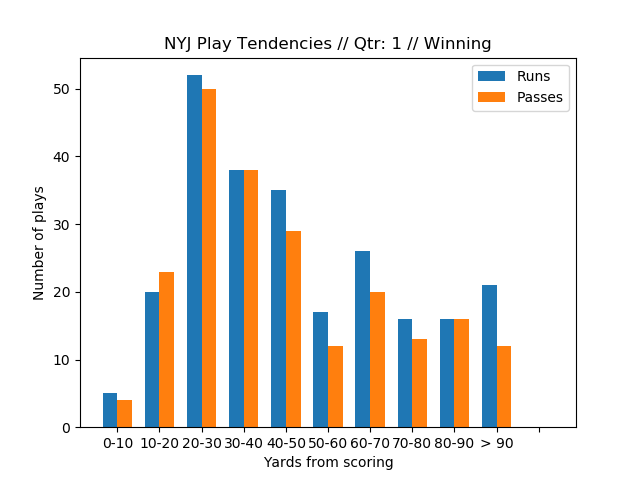 NYJ Play Tendencies // Qtr: 1 // Winning
Runs
Passes
Number of plays
50
40
30
20
10
0
0-10 10-20 20-30 30-40 40-50 50-60 60-70 70-80 80-90 > 90
Yards from scoring